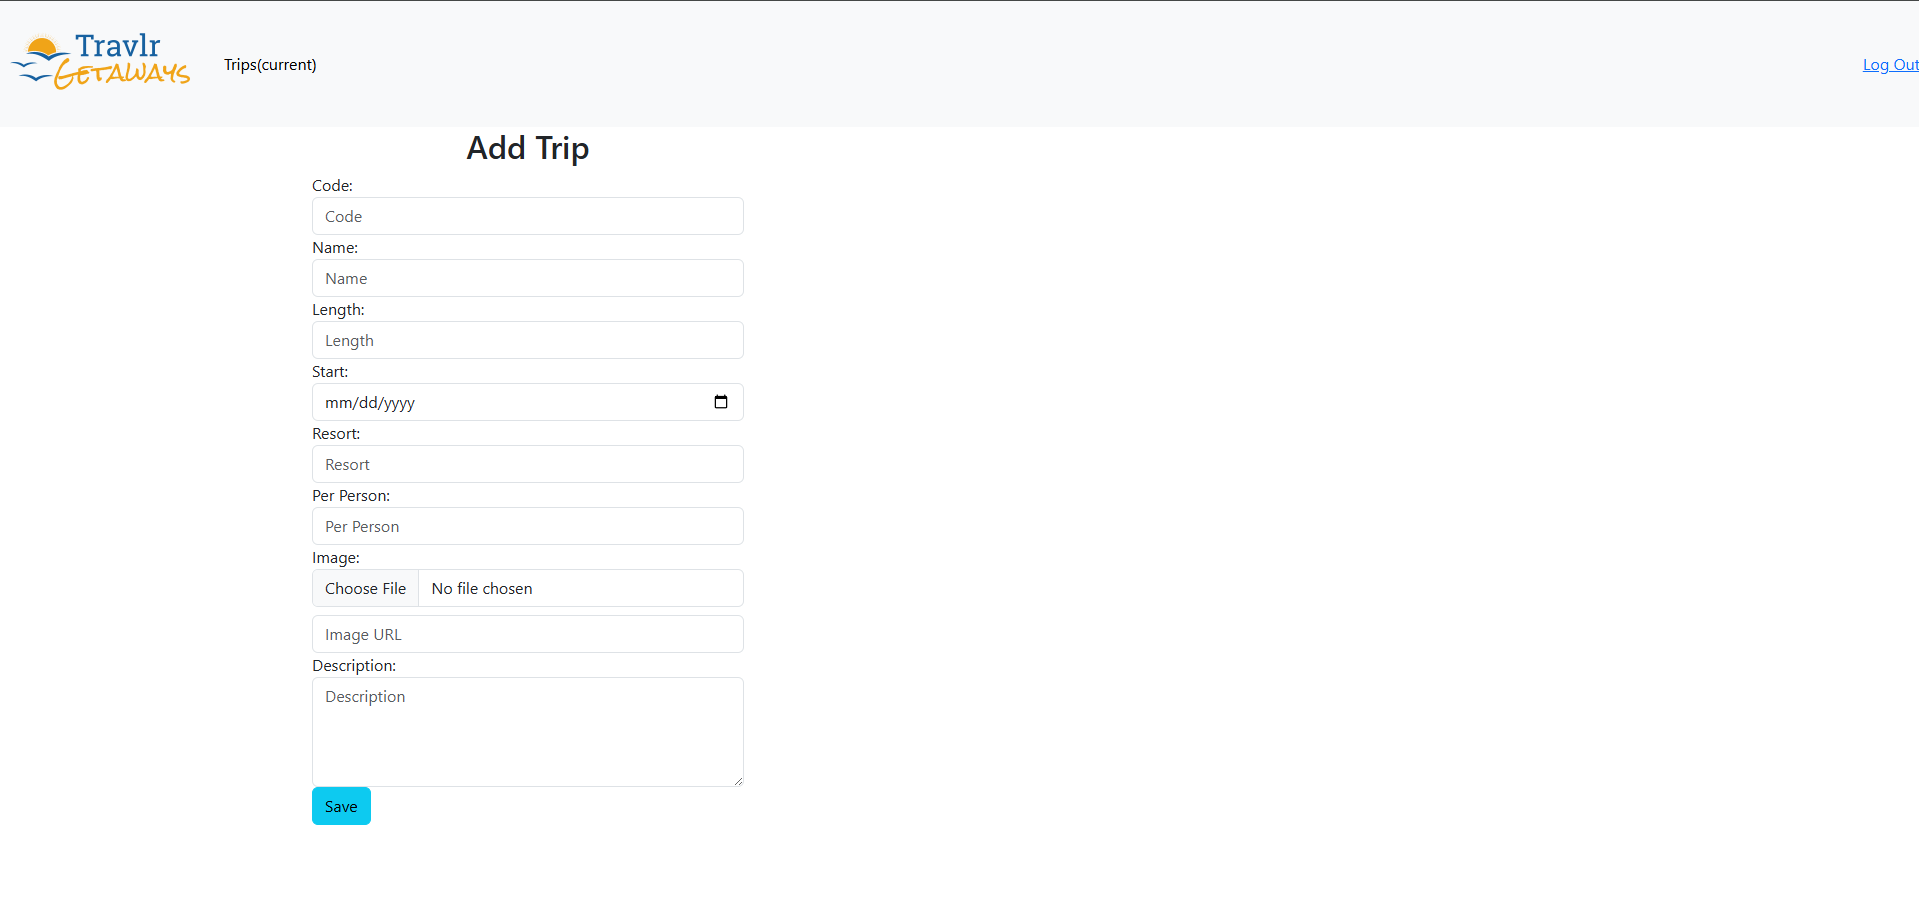 Travlr
Getaways
Trips(current)
Log Out
Add Trip
Code:
Code
Name:
Name
Length:
Length
Start:
mm/dd/yyyy
Resort:
Resort
Per Person:
Per Person
Image:
Choose File No file chosen
Image URL
Description:
Description
Save